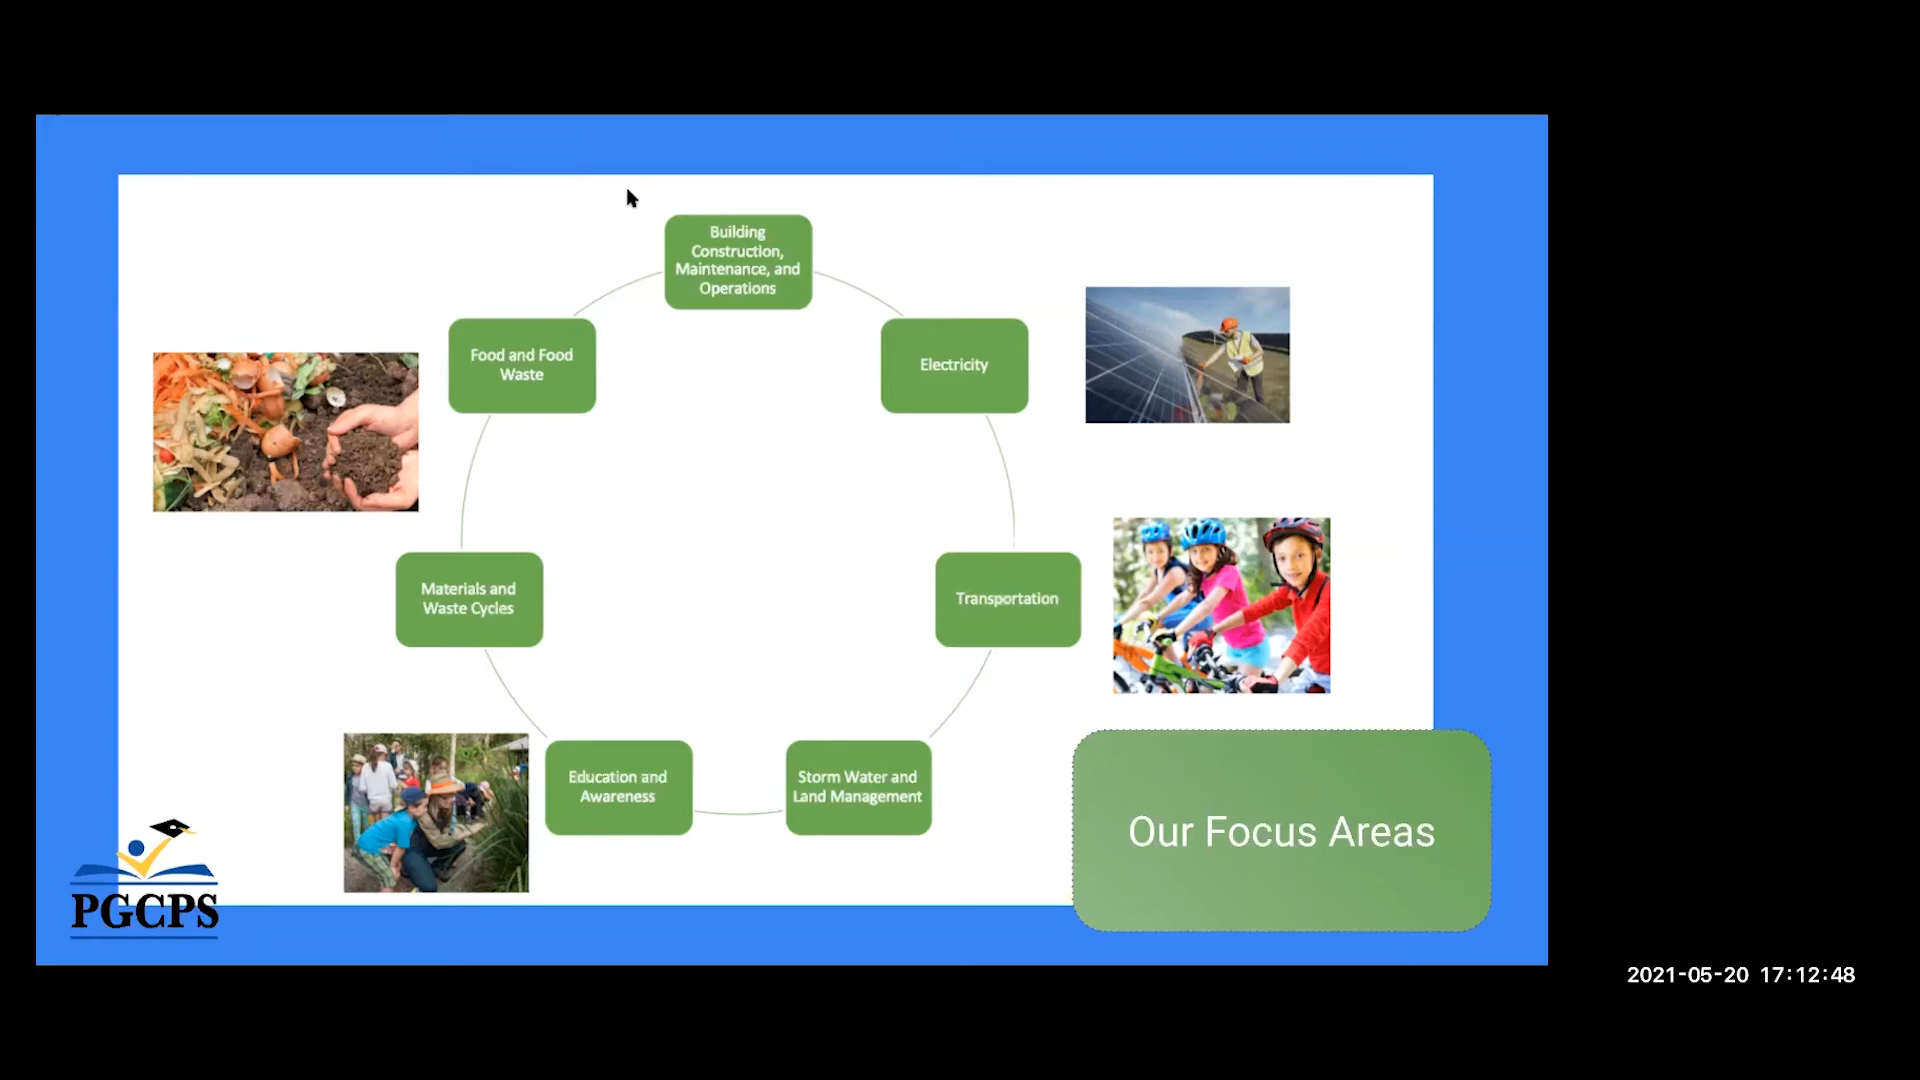 Building
Construction,
Maintenance, and
Operations
Food and Food
Waste
Electricity
Materials and
Waste Cycles
Transportation
Education and
Awareness
Storm Water and
Land Management
Our Focus Areas
PGCPS
2021-05-20 17:12:48